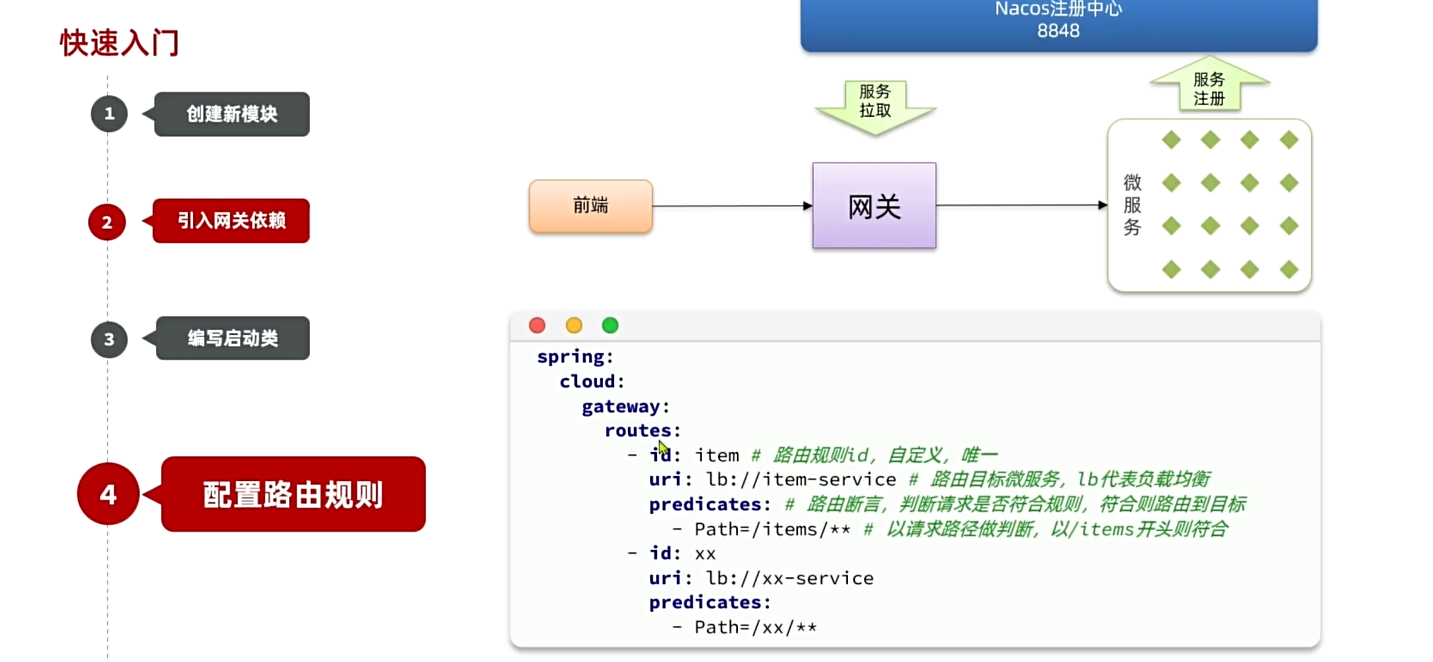 快速入门
1
创建新模块
2
引入网关依赖
3
编写启动类
4
配置路由规则
Nacos注册中心
8848
服务
拉取
服务
注册
前端
网关
微
服
务
spring:
  cloud:
    gateway:
      routes:
        - id: item # 路由规则id，自定义，唯一
          uri: lb://item-service # 路由目标微服务，lb代表负载均衡
          predicates: # 路由断言，判断请求是否符合规则，符合则路由到目标
            - Path=/items/** # 以请求路径做判断，以/items开头则符合
        - id: xx
          uri: lb://xx-service
          predicates:
            - Path=/xx/**